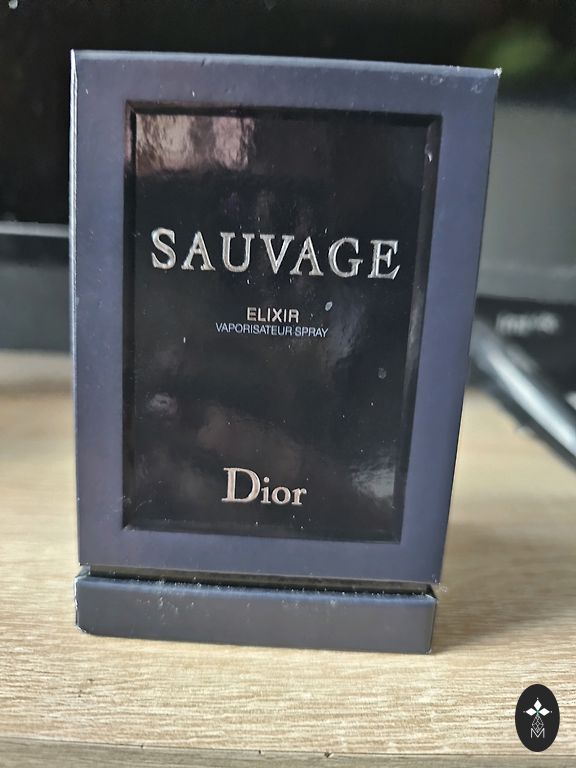 SAUVAGE
ELIXIR
VAPORISATEUR SPRAY
Dior
M